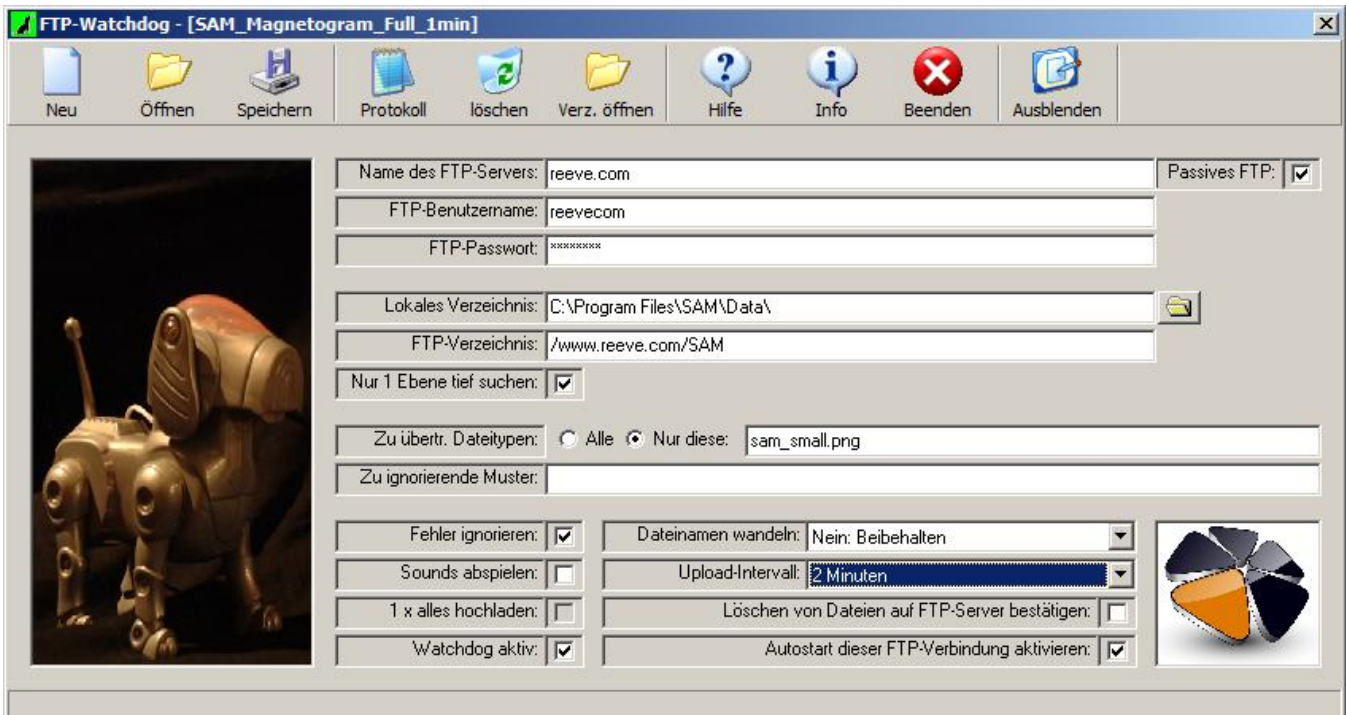 FTP-Watchdog - [SAM_Magnetogram_Full_1min]
Neu Öffnen Speichern Protokoll löschen Verz. öffnen Hilfe Info Beenden Ausblenden
Name des FTP-Servers: reeve.com Passives FTP:
FTP-Benutzername: reevecom
FTP-Passwort: ********
Lokales Verzeichnis: C:\Program Files\SAM\Data\
FTP-Verzeichnis: /www.reeve.com/SAM
Nur 1 Ebene tief suchen:
Zu übertr. Dateitypen: Alle Nur diese: sam_small.png
Zu ignorierende Muster:
Fehler ignorieren: Dateinamen wandeln: Nein: Beibehalten
Sounds abspielen: Upload-Intervall: 2 Minuten
1 x alles hochladen: Löschen von Dateien auf FTP-Server bestätigen:
Watchdog aktiv: Autostart dieser FTP-Verbindung aktivieren: